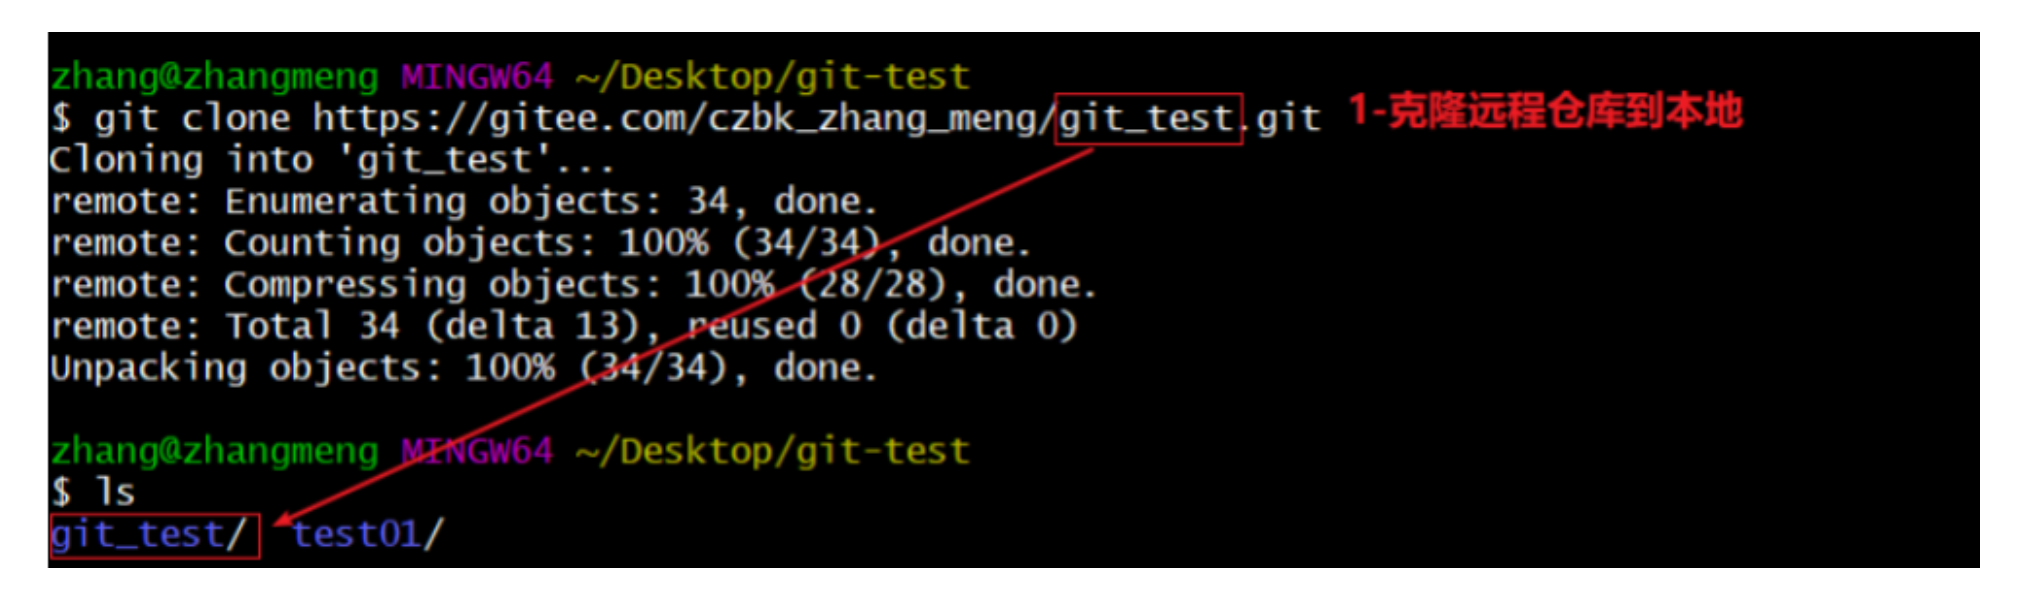 zhang@zhangmeng MINGW64 ~/Desktop/git-test
$ git clone https://gitee.com/czbk_zhang_meng/git_test.git 1-克隆远程仓库到本地
Cloning into 'git_test'...
remote: Enumerating objects: 34, done.
remote: Counting objects: 100% (34/34), done.
remote: Compressing objects: 100% (28/28), done.
remote: Total 34 (delta 13), reused 0 (delta 0)
Unpacking objects: 100% (34/34), done.
zhang@zhangmeng MINGW64 ~/Desktop/git-test
$ ls
git_test/ test01/